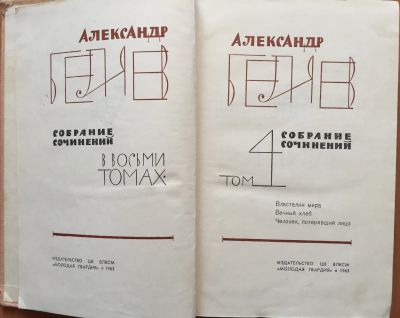 АЛЕКСАНДР
БЕЛЯЕВ
СОБРАНИЕ
СОЧИНЕНИЙ
В ВОСЬМИ
ТОМАХ•
ИЗДАТЕЛЬСТВО ЦК ВЛКСМ
«МОЛОДАЯ ГВАРДИЯ» • 1963
АЛЕКСАНДР
БЕЛЯЕВ
СОБРАНИЕ
СОЧИНЕНИЙ
ТОМ 4
Властелин мира
Вечный хлеб
Человек, потерявший лицо
ИЗДАТЕЛЬСТВО ЦК ВЛКСМ
«МОЛОДАЯ ГВАРДИЯ» • 1963